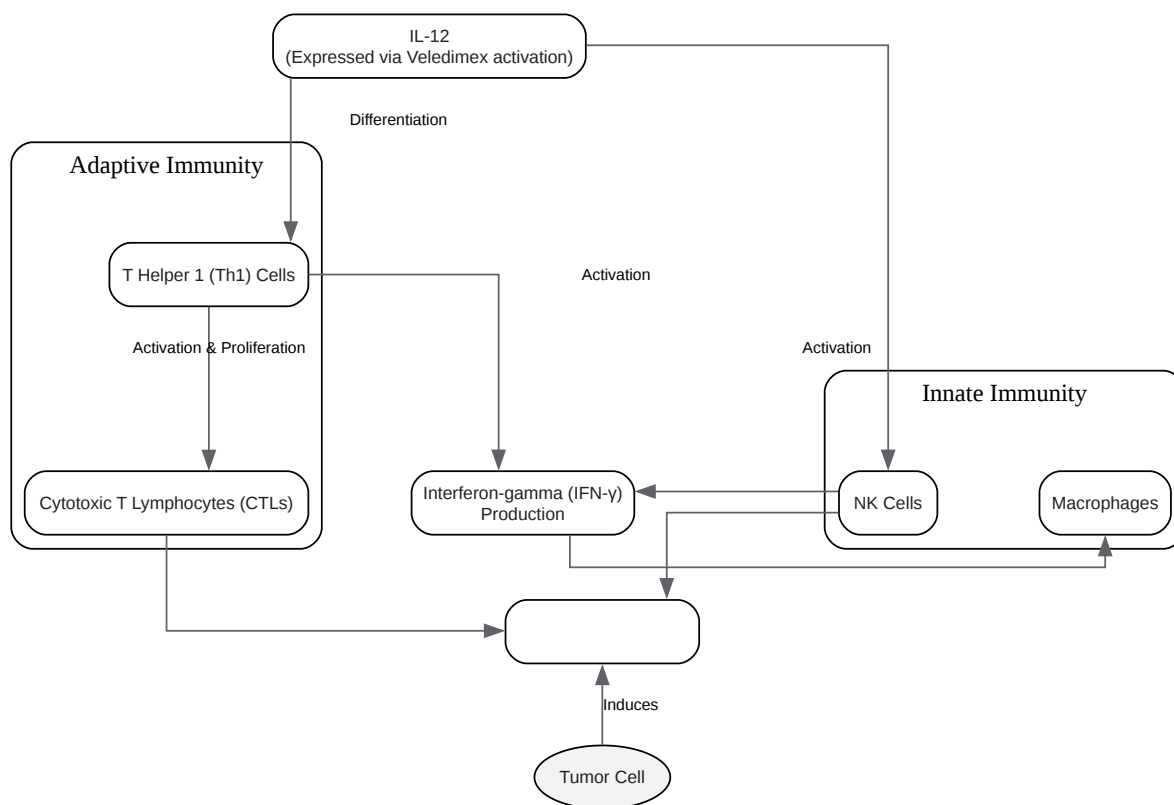 IL-12
(Expressed via Veledimex activation)
Differentiation
Adaptive Immunity
T Helper 1 (Th1) Cells
Activation
Activation & Proliferation
Activation
Innate Immunity
Cytotoxic T Lymphocytes (CTLs)
Interferon-gamma (IFN-γ)
Production
NK Cells
Macrophages
Induces
Tumor Cell